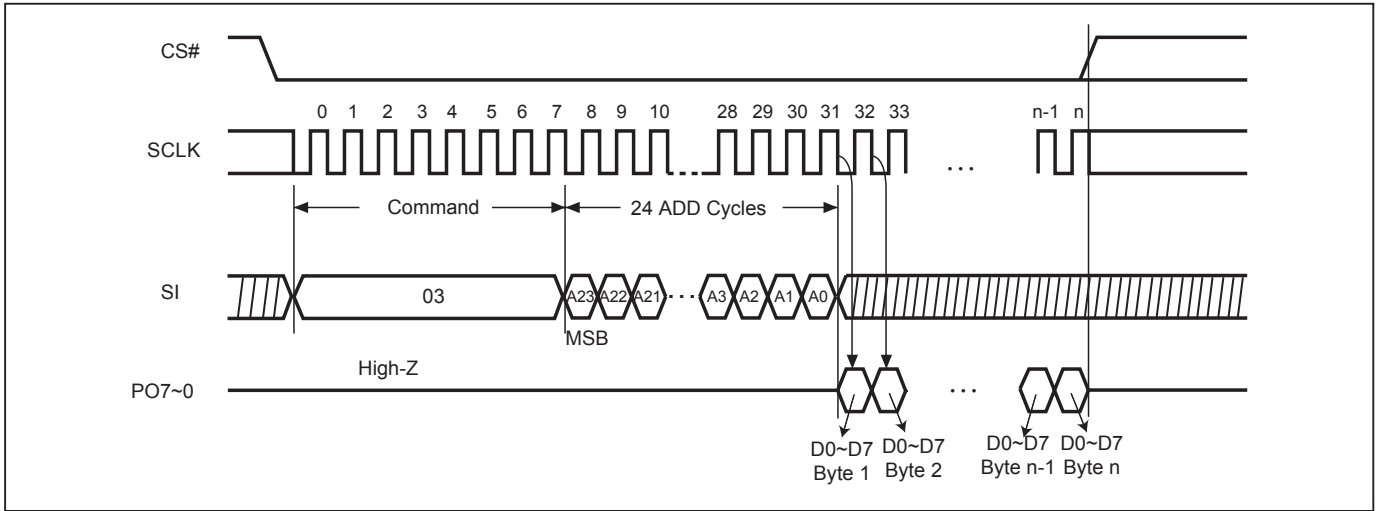 CS#
0 1 2 3 4 5 6 7 8 9 10 28 29 30 31 32 33 n-1 n
SCLK
...
Command
24 ADD Cycles
SI
03
A23 A22 A21 ... A3 A2 A1 A0
MSB
High-Z
PO7~0
...
D0~D7 D0~D7 D0~D7 D0~D7
Byte 1 Byte 2 Byte n-1 Byte n